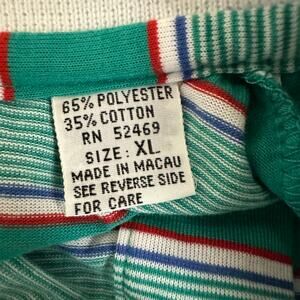 65% POLYESTER
35% COTTON
RN 52469
SIZE: XL
MADE IN MACAU
SEE REVERSE SIDE
FOR CARE